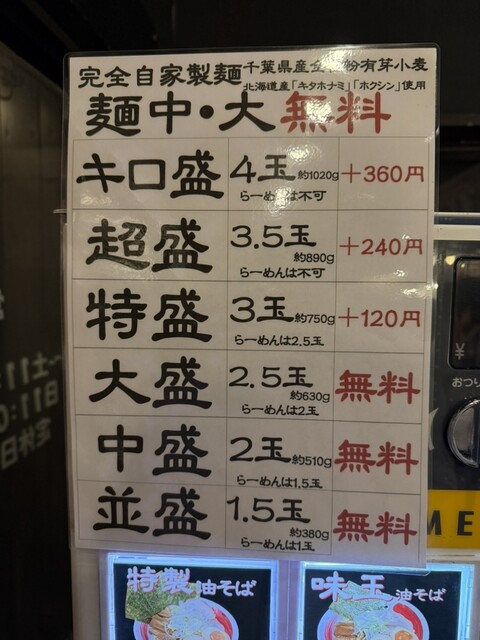 完全自家製麺 千葉県産全粒粉有芽小麦
北海道産「キタホナミ」「ホクシン」使用
麺中・大無料
キロ盛 4玉 約1020g +360円
らーめんは不可
超盛 3.5玉 +240円
約890g
らーめんは不可
特盛 3玉 約750g +120円
らーめんは2.5玉
大盛 2.5玉 無料
約630g
らーめんは2玉
中盛 2玉 約510g 無料
らーめんは1.5玉
並盛 1.5玉 無料
約380g
らーめんは1玉
¥
おつり
ME
特製 油そば
味玉 油そば